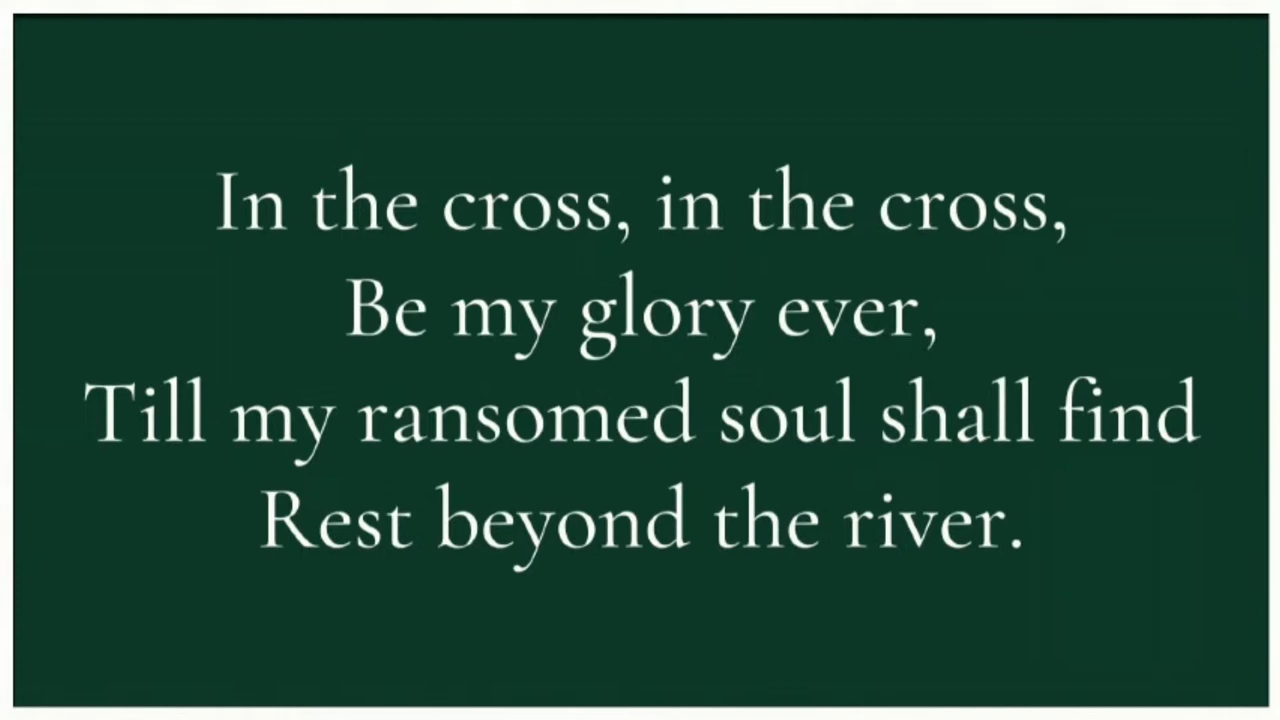 In the cross, in the cross,
Be my glory ever,
Till my ransomed soul shall find
Rest beyond the river.